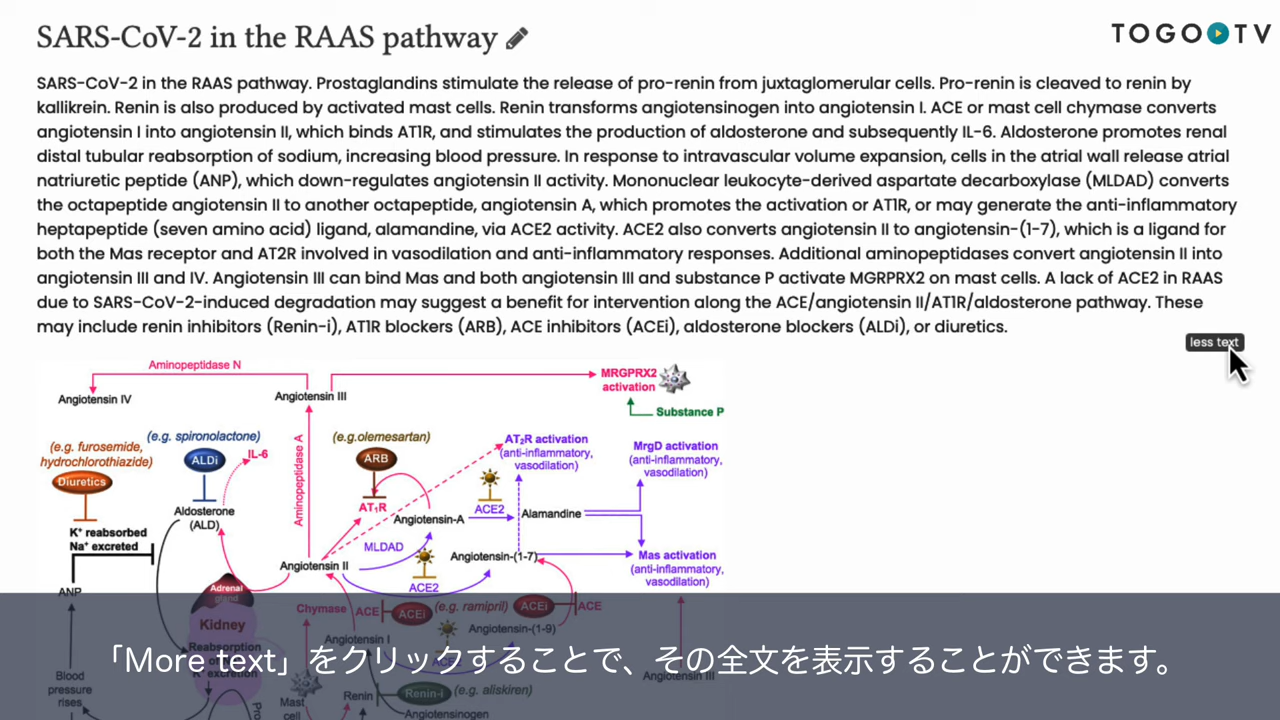 SARS-CoV-2 in the RAAS pathway
TOGO TV
SARS-CoV-2 in the RAAS pathway. Prostaglandins stimulate the release of pro-renin from juxtaglomerular cells. Pro-renin is cleaved to renin by
kallikrein. Renin is also produced by activated mast cells. Renin transforms angiotensinogen into angiotensin I. ACE or mast cell chymase converts
angiotensin I into angiotensin II, which binds AT1R, and stimulates the production of aldosterone and subsequently IL-6. Aldosterone promotes renal
distal tubular reabsorption of sodium, increasing blood pressure. In response to intravascular volume expansion, cells in the atrial wall release atrial
natriuretic peptide (ANP), which down-regulates angiotensin II activity. Mononuclear leukocyte-derived aspartate decarboxylase (MLDAD) converts
the octapeptide angiotensin II to another octapeptide, angiotensin A, which promotes the activation or AT1R, or may generate the anti-inflammatory
heptapeptide (seven amino acid) ligand, alamandine, via ACE2 activity. ACE2 also converts angiotensin II to angiotensin-(1-7), which is a ligand for
both the Mas receptor and AT2R involved in vasodilation and anti-inflammatory responses. Additional aminopeptidases convert angiotensin II into
angiotensin III and IV. Angiotensin III can bind Mas and both angiotensin III and substance P activate MGRPRX2 on mast cells. A lack of ACE2 in RAAS
due to SARS-CoV-2-induced degradation may suggest a benefit for intervention along the ACE/angiotensin II/AT1R/aldosterone pathway. These
may include renin inhibitors (Renin-i), AT1R blockers (ARB), ACE inhibitors (ACEi), aldosterone blockers (ALDi), or diuretics.
less text
Aminopeptidase N
MRGPRX2
activation
Angiotensin IV
Angiotensin III
Substance P
(e.g. furosemide,
hydrochlorothiazide)
Diuretics
(e.g. spironolactone)
ALDi
IL-6
Aminopeptidase A
(e.g.olemesartan)
ARB
AT₂R activation
(anti-inflammatory,
vasodilation)
MrgD activation
(anti-inflammatory,
vasodilation)
Aldosterone
(ALD)
AT₁R
Angiotensin-A
ACE2
Alamandine
K⁺ reabsorbed
Na⁺ excreted
MLDAD
Angiotensin II
Angiotensin-(1-7)
Mas activation
(anti-inflammatory,
vasodilation)
ACE2
ANP
Adrenal
gland
Kidney
Chymase
ACE
ACEi
(e.g. ramipril)
ACEi
ACE
Angiotensin-(1-9)
Angiotensin I
Angiotensin III
「More text」をクリックすることで、その全文を表示することができます。
Blood
pressure
rises
Mast
cell
Renin
Renin-i
(e.g. aliskiren)
Angiotensinogen